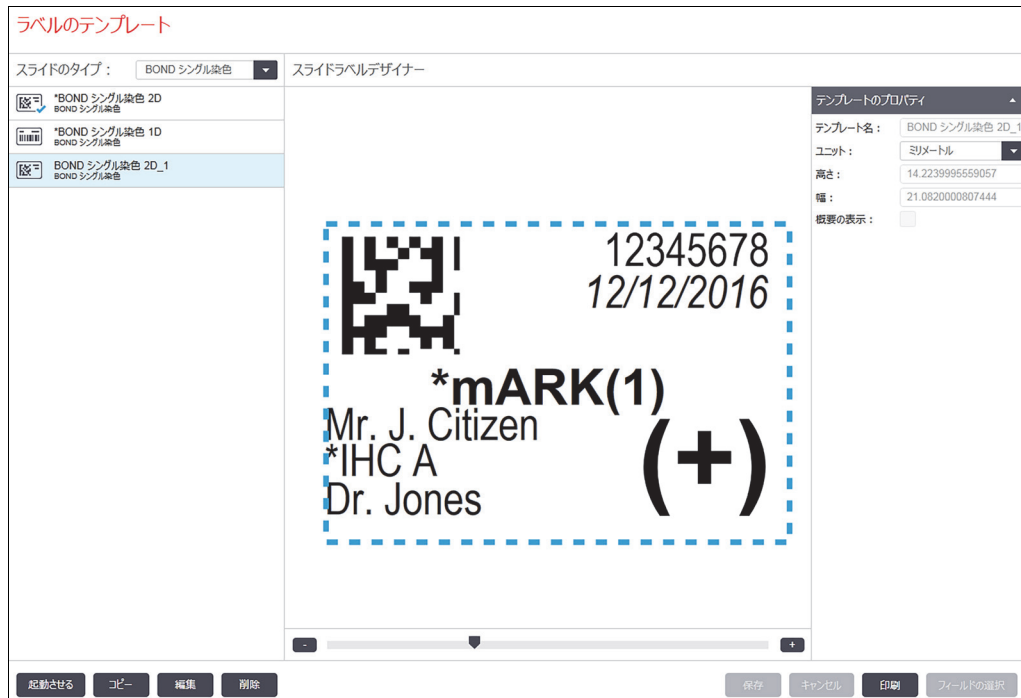 ラベルのテンプレート
スライドのタイプ： BOND シングル染色
スライドラベルデザイナー
*BOND シングル染色 2D
BOND シングル染色
*BOND シングル染色 1D
BOND シングル染色
BOND シングル染色 2D_1
BOND シングル染色
12345678
12/12/2016
*mARK(1)
Mr. J. Citizen
*IHC A
Dr. Jones
(+)
テンプレートのプロパティ
テンプレート名： BOND シングル染色 2D_1
ユニット： ミリメートル
高さ： 14.2239995559057
幅： 21.0820000807444
概要の表示：
- +
起動させる コピー 編集 削除 保存 キャンセル 印刷 フィールドの選択